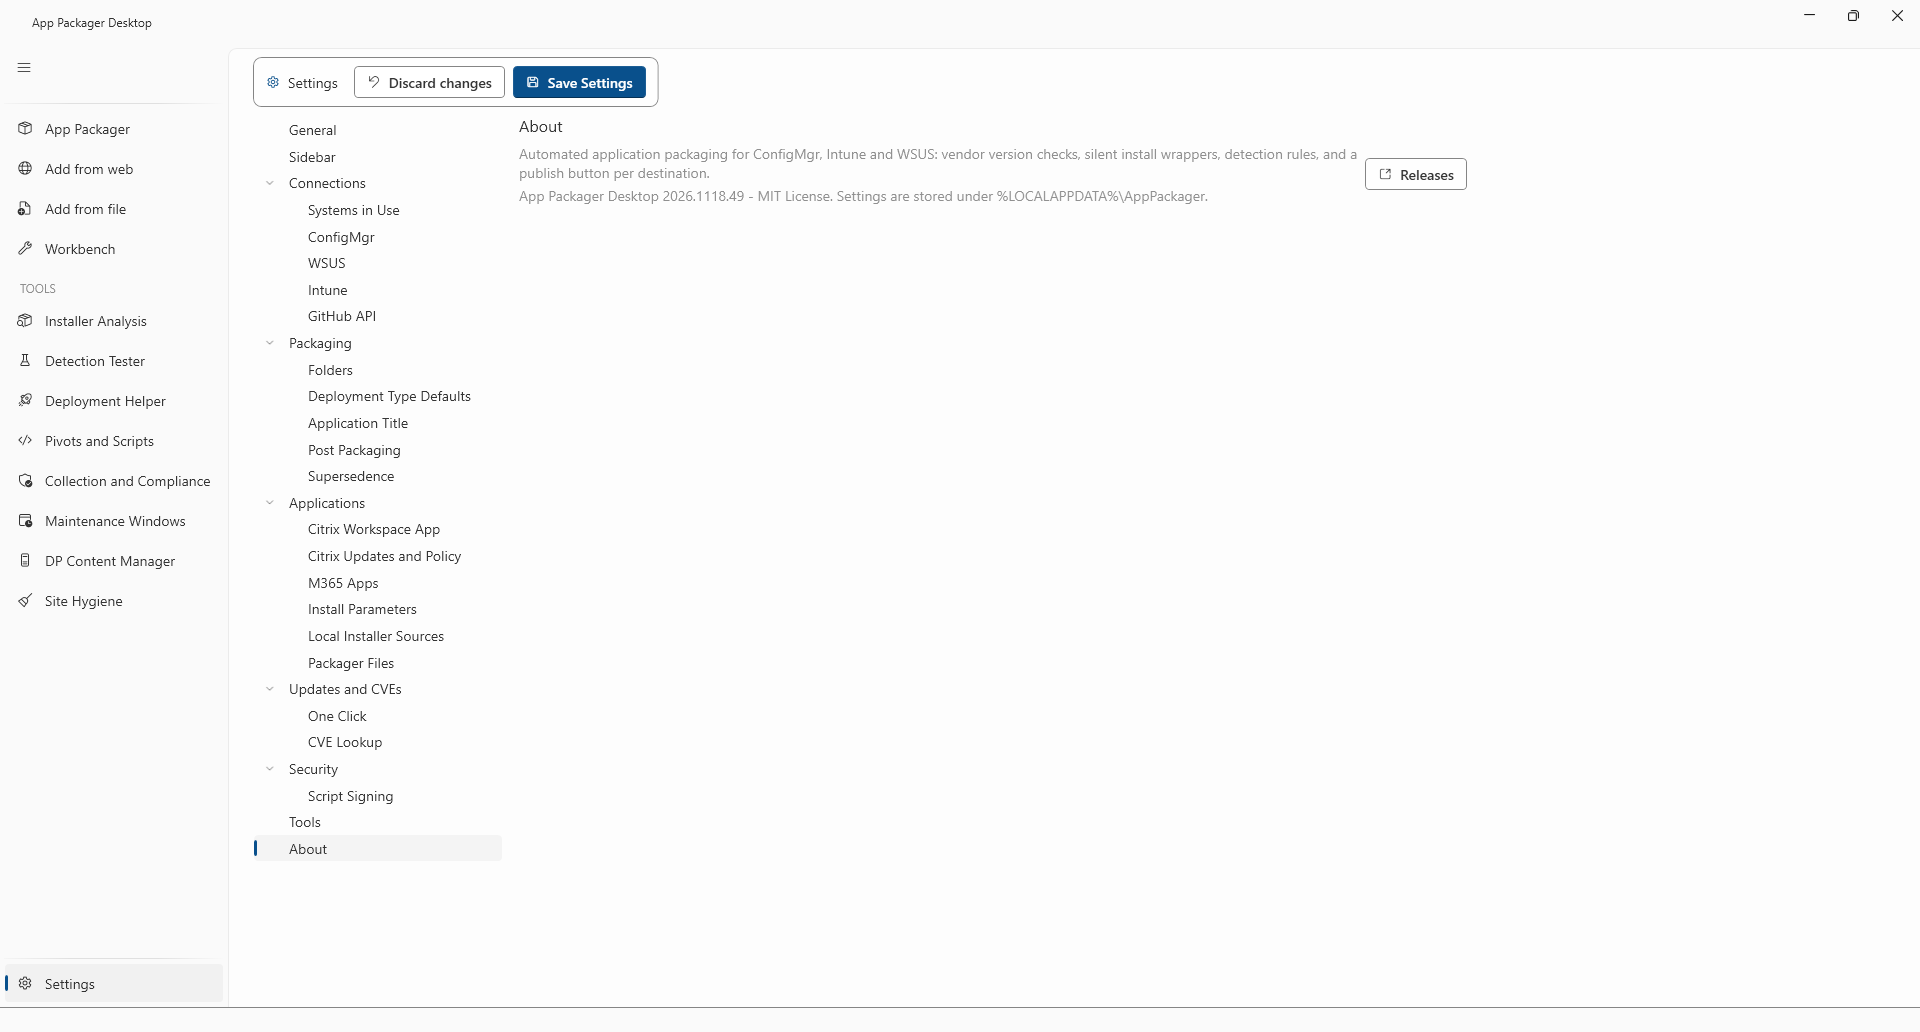 App Packager Desktop
Settings
Discard changes
Save Settings
App Packager
Add from web
Add from file
Workbench
TOOLS
Installer Analysis
Detection Tester
Deployment Helper
Pivots and Scripts
Collection and Compliance
Maintenance Windows
DP Content Manager
Site Hygiene
Settings
General
Sidebar
Connections
Systems in Use
ConfigMgr
WSUS
Intune
GitHub API
Packaging
Folders
Deployment Type Defaults
Application Title
Post Packaging
Supersedence
Applications
Citrix Workspace App
Citrix Updates and Policy
M365 Apps
Install Parameters
Local Installer Sources
Packager Files
Updates and CVEs
One Click
CVE Lookup
Security
Script Signing
Tools
About
About
Automated application packaging for ConfigMgr, Intune and WSUS: vendor version checks, silent install wrappers, detection rules, and a
publish button per destination.
App Packager Desktop 2026.1118.49 - MIT License. Settings are stored under %LOCALAPPDATA%\AppPackager.
Releases